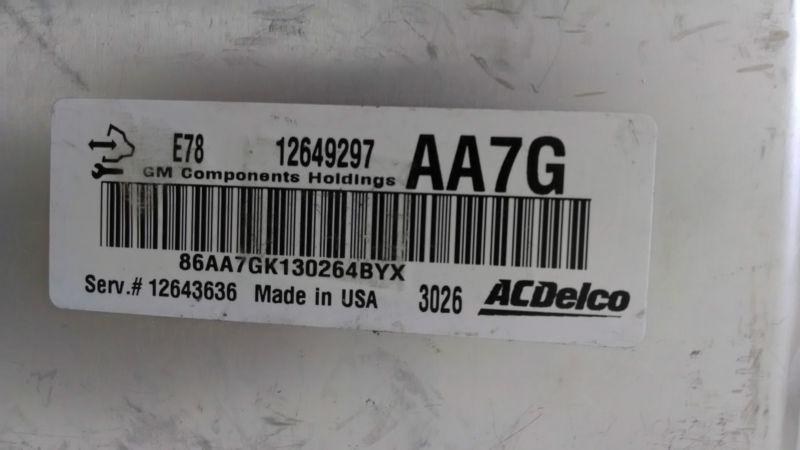 E78 12649297 AA7G
GM Components Holdings
86AA7GK130264BYX
Serv.# 12643636 Made in USA 3026 ACDelco